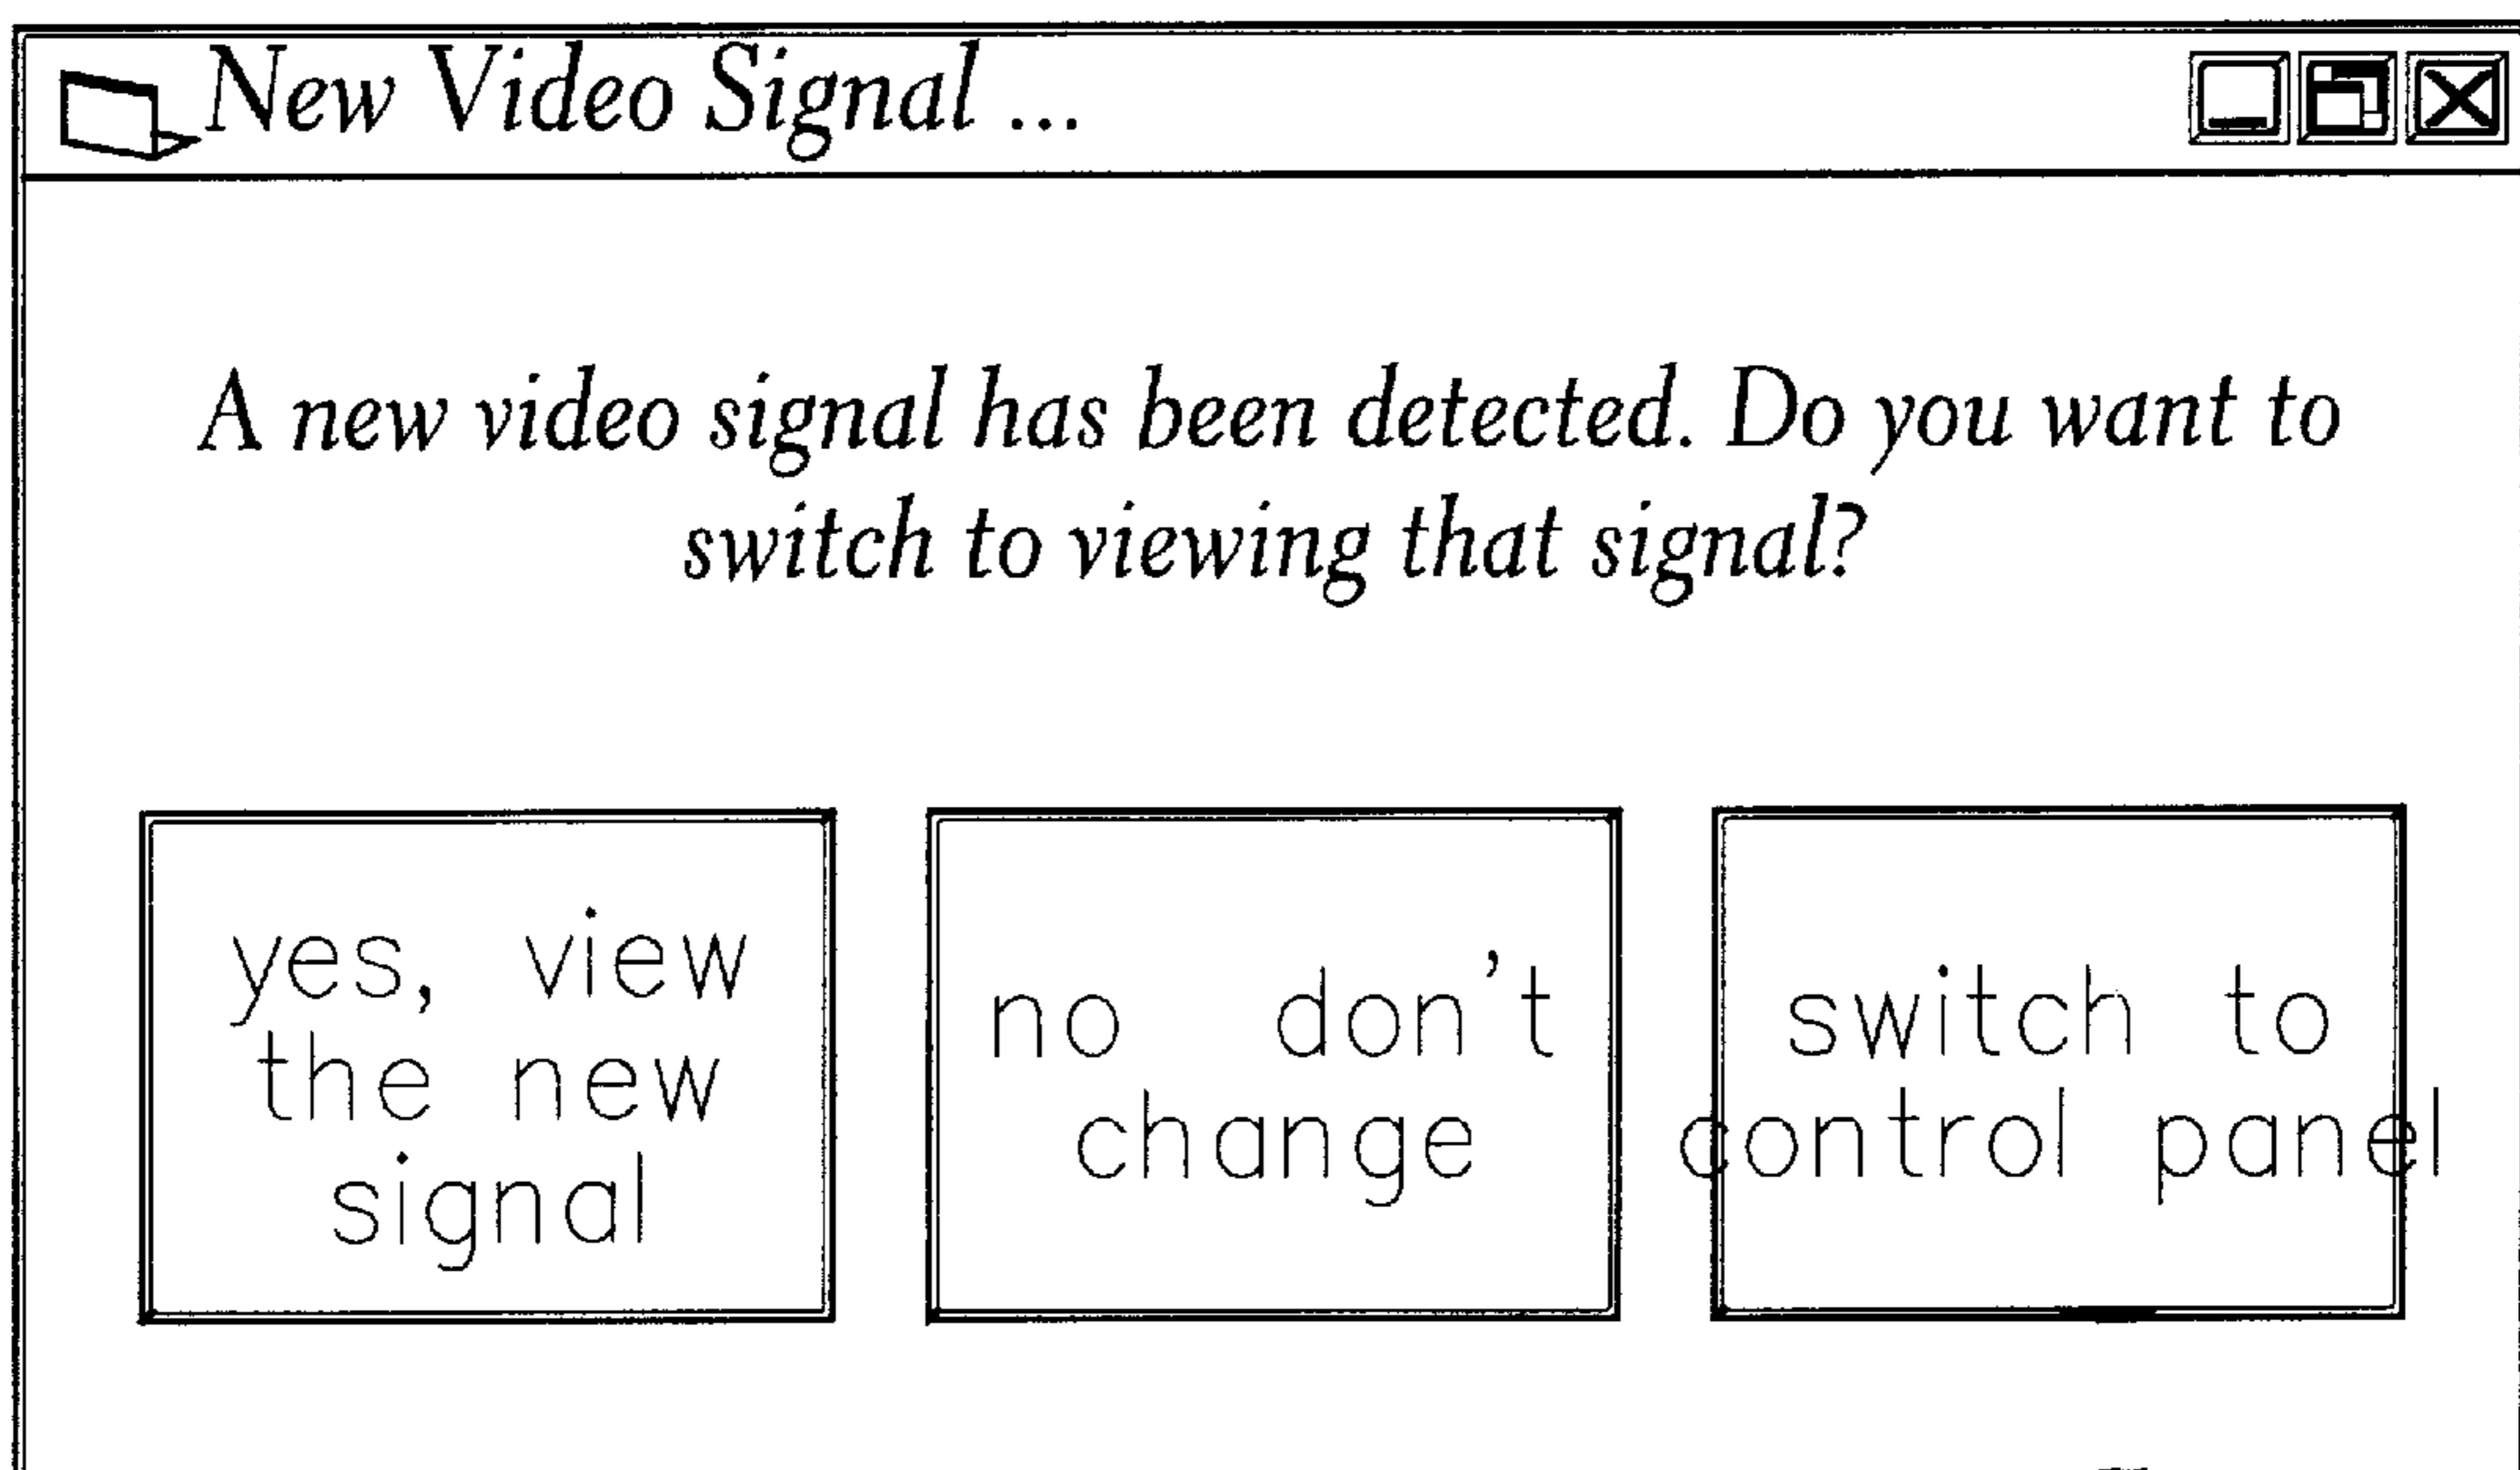 New Video Signal ...
A new video signal has been detected. Do you want to
switch to viewing that signal?
yes, view
the new
signal
no don't
change
switch to
control panel